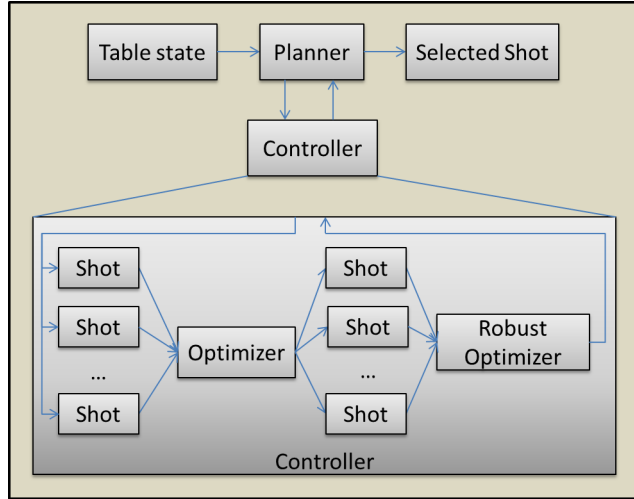 Table state
Planner
Selected Shot
Controller
Shot
Shot
...
Shot
Optimizer
Shot
Shot
...
Shot
Robust
Optimizer
Controller